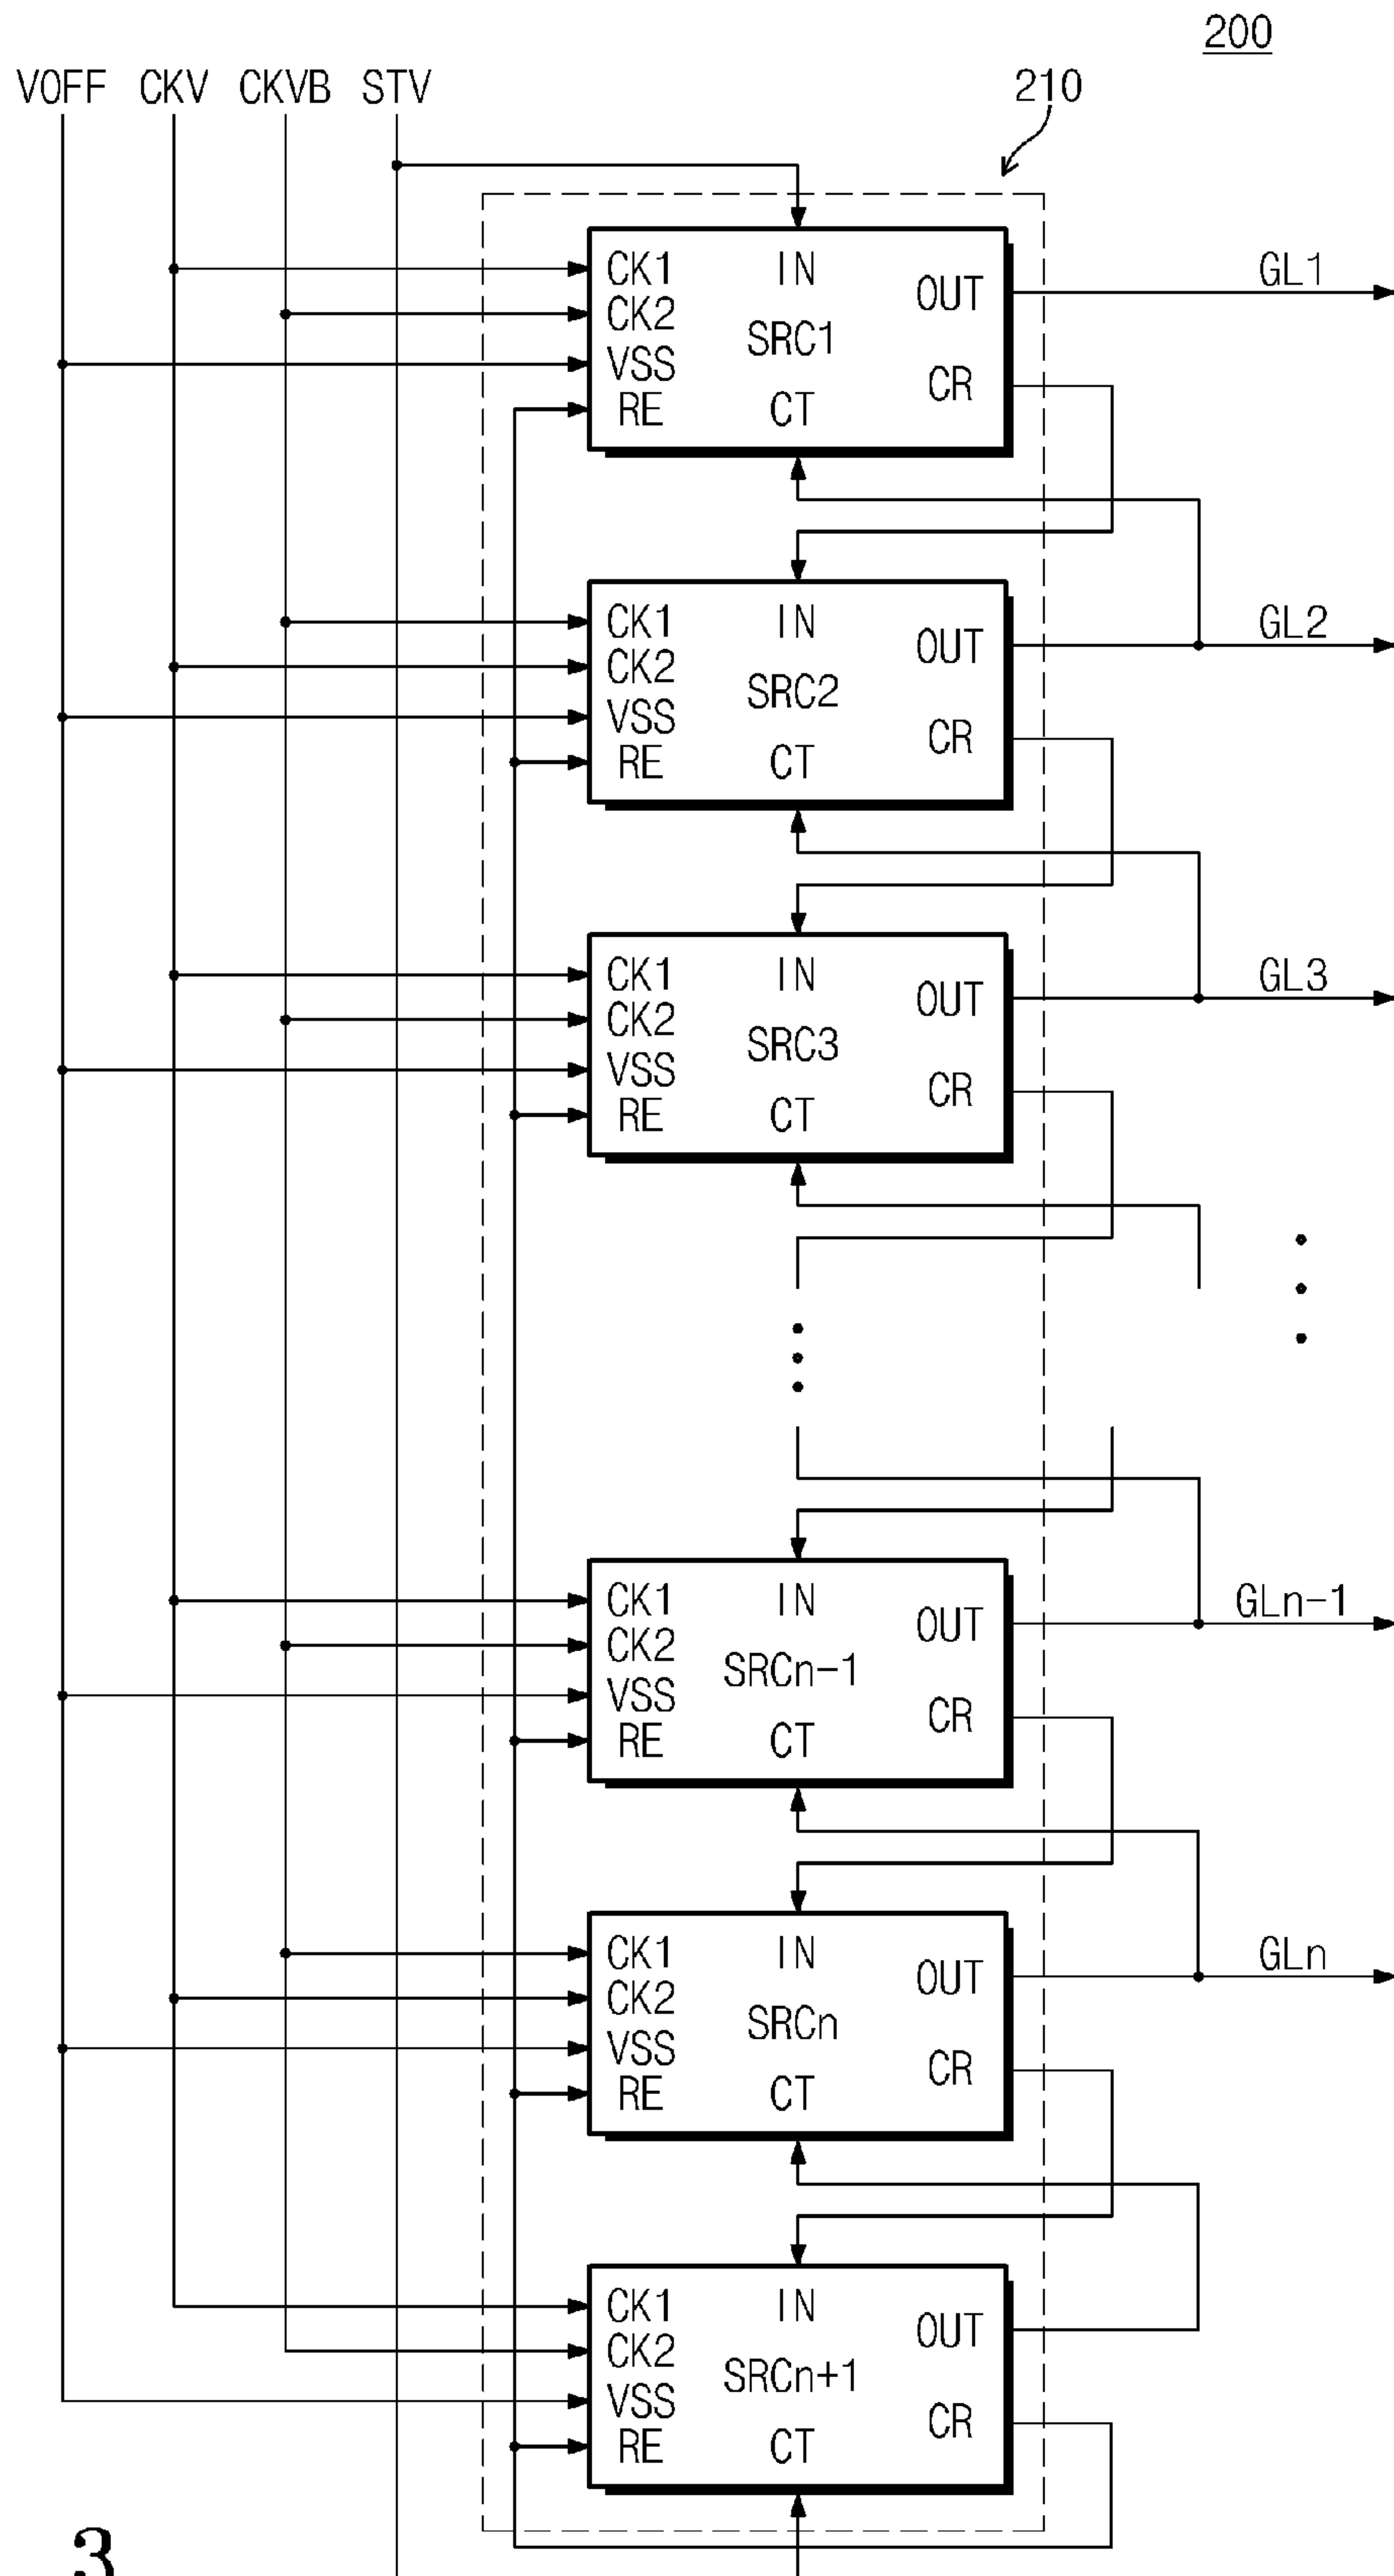 200
VOFF CKV CKVB STV
210
CK1 IN OUT
CK2 SRC1
VSS CR
RE CT
GL1
CK1 IN OUT
CK2 SRC2
VSS CR
RE CT
GL2
CK1 IN OUT
CK2 SRC3
VSS CR
RE CT
GL3
CK1 IN OUT
CK2 SRCn-1
VSS CR
RE CT
GLn-1
CK1 IN OUT
CK2 SRCn
VSS CR
RE CT
GLn
CK1 IN OUT
CK2 SRCn+1
VSS CR
RE CT
3